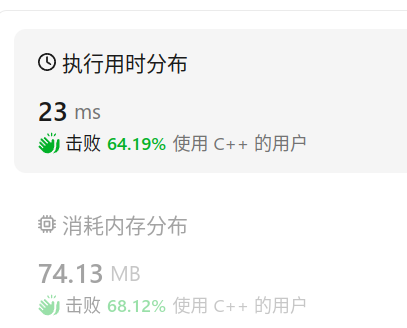 执行用时分布
23 ms
击败 64.19% 使用 C++ 的用户
消耗内存分布
74.13 MB
击败 68.12% 使用 C++ 的用户